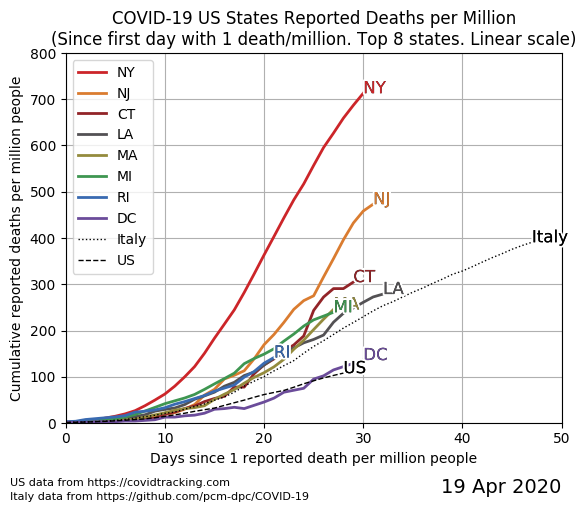 COVID-19 US States Reported Deaths per Million
(Since first day with 1 death/million. Top 8 states. Linear scale)
Cumulative reported deaths per million people
800
700
600
500
400
300
200
100
0
NY
NJ
CT
LA
MA
MI
RI
DC
Italy
US
NY
NJ
Italy
CT
LA
MA
MI
RI
DC
US
0
10
20
30
40
50
Days since 1 reported death per million people
US data from https://covidtracking.com
Italy data from https://github.com/pcm-dpc/COVID-19
19 Apr 2020